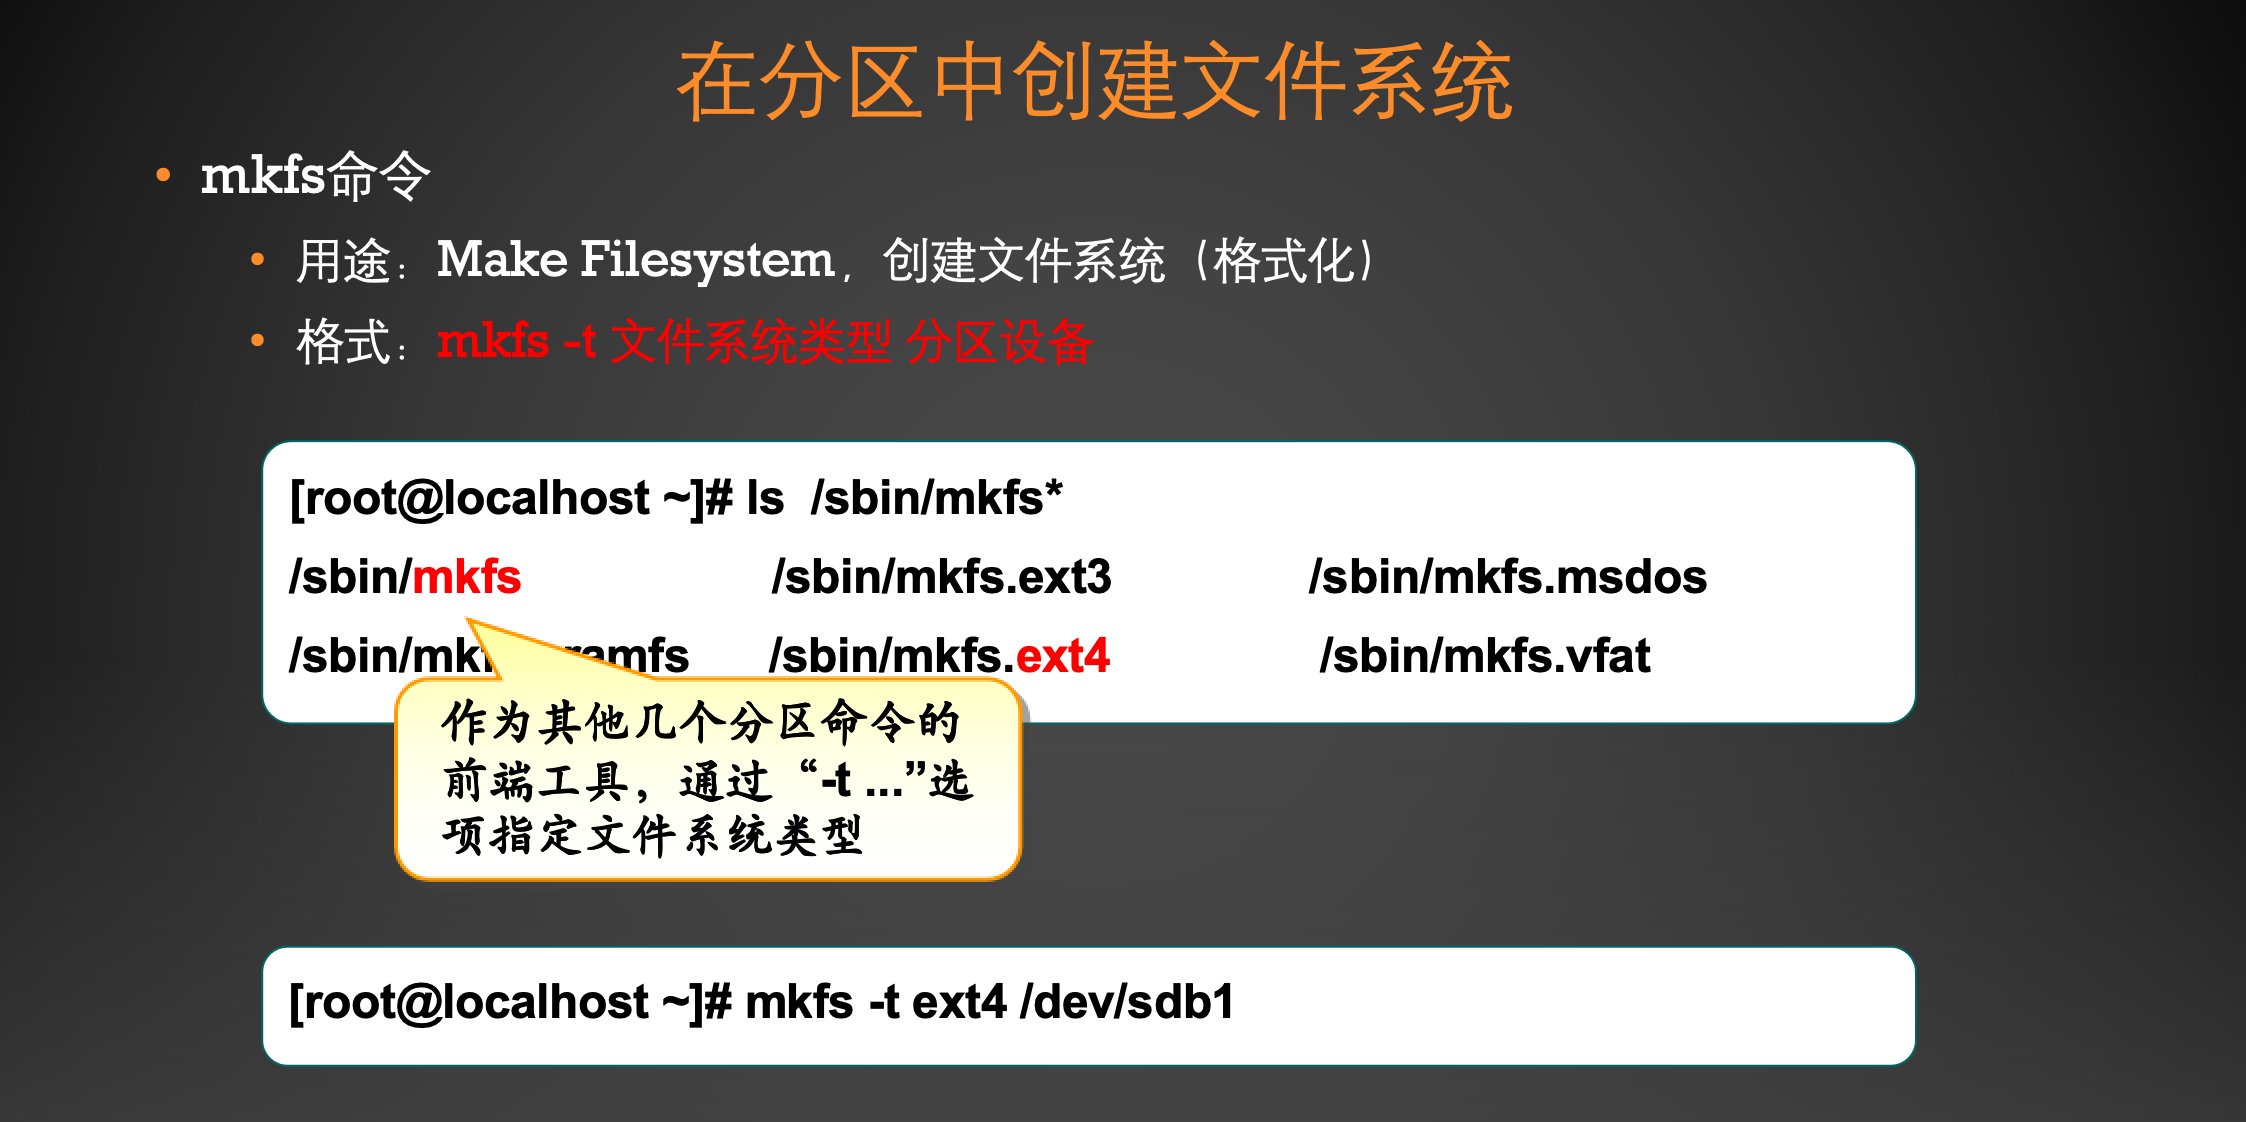 在分区中创建文件系统
• mkfs命令
• 用途：Make Filesystem，创建文件系统（格式化）
• 格式：mkfs -t 文件系统类型 分区设备
[root@localhost ~]# ls  /sbin/mkfs*
/sbin/mkfs /sbin/mkfs.ext3 /sbin/mkfs.msdos
/sbin/mkf ramfs /sbin/mkfs.ext4 /sbin/mkfs.vfat
作为其他几个分区命令的
前端工具，通过“-t ...”选
项指定文件系统类型
[root@localhost ~]# mkfs -t ext4 /dev/sdb1